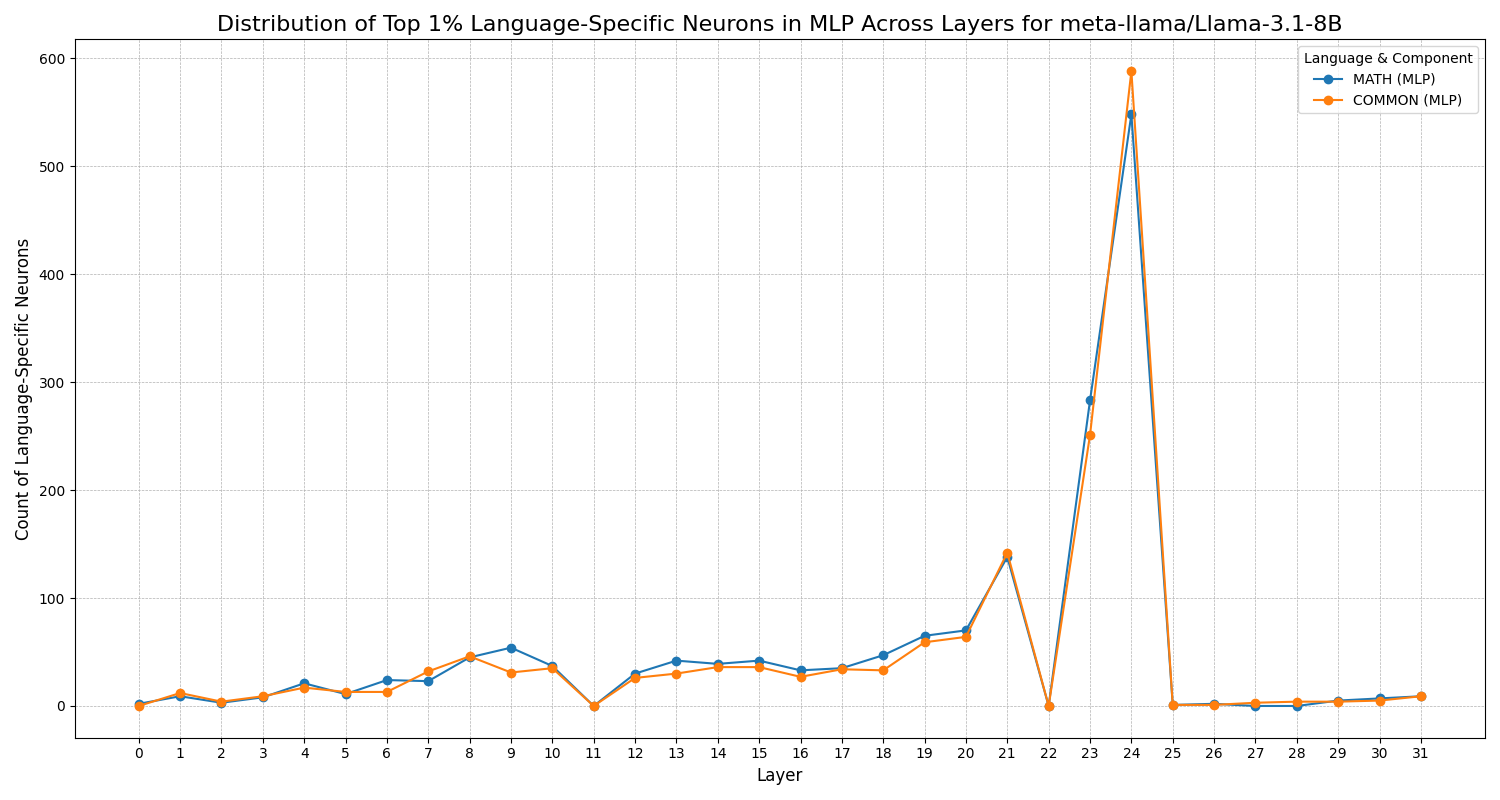 Distribution of Top 1% Language-Specific Neurons in MLP Across Layers for meta-llama/Llama-3.1-8B
Language & Component
MATH (MLP)
COMMON (MLP)
Count of Language-Specific Neurons
600
500
400
300
200
100
0
0 1 2 3 4 5 6 7 8 9 10 11 12 13 14 15 16 17 18 19 20 21 22 23 24 25 26 27 28 29 30 31
Layer